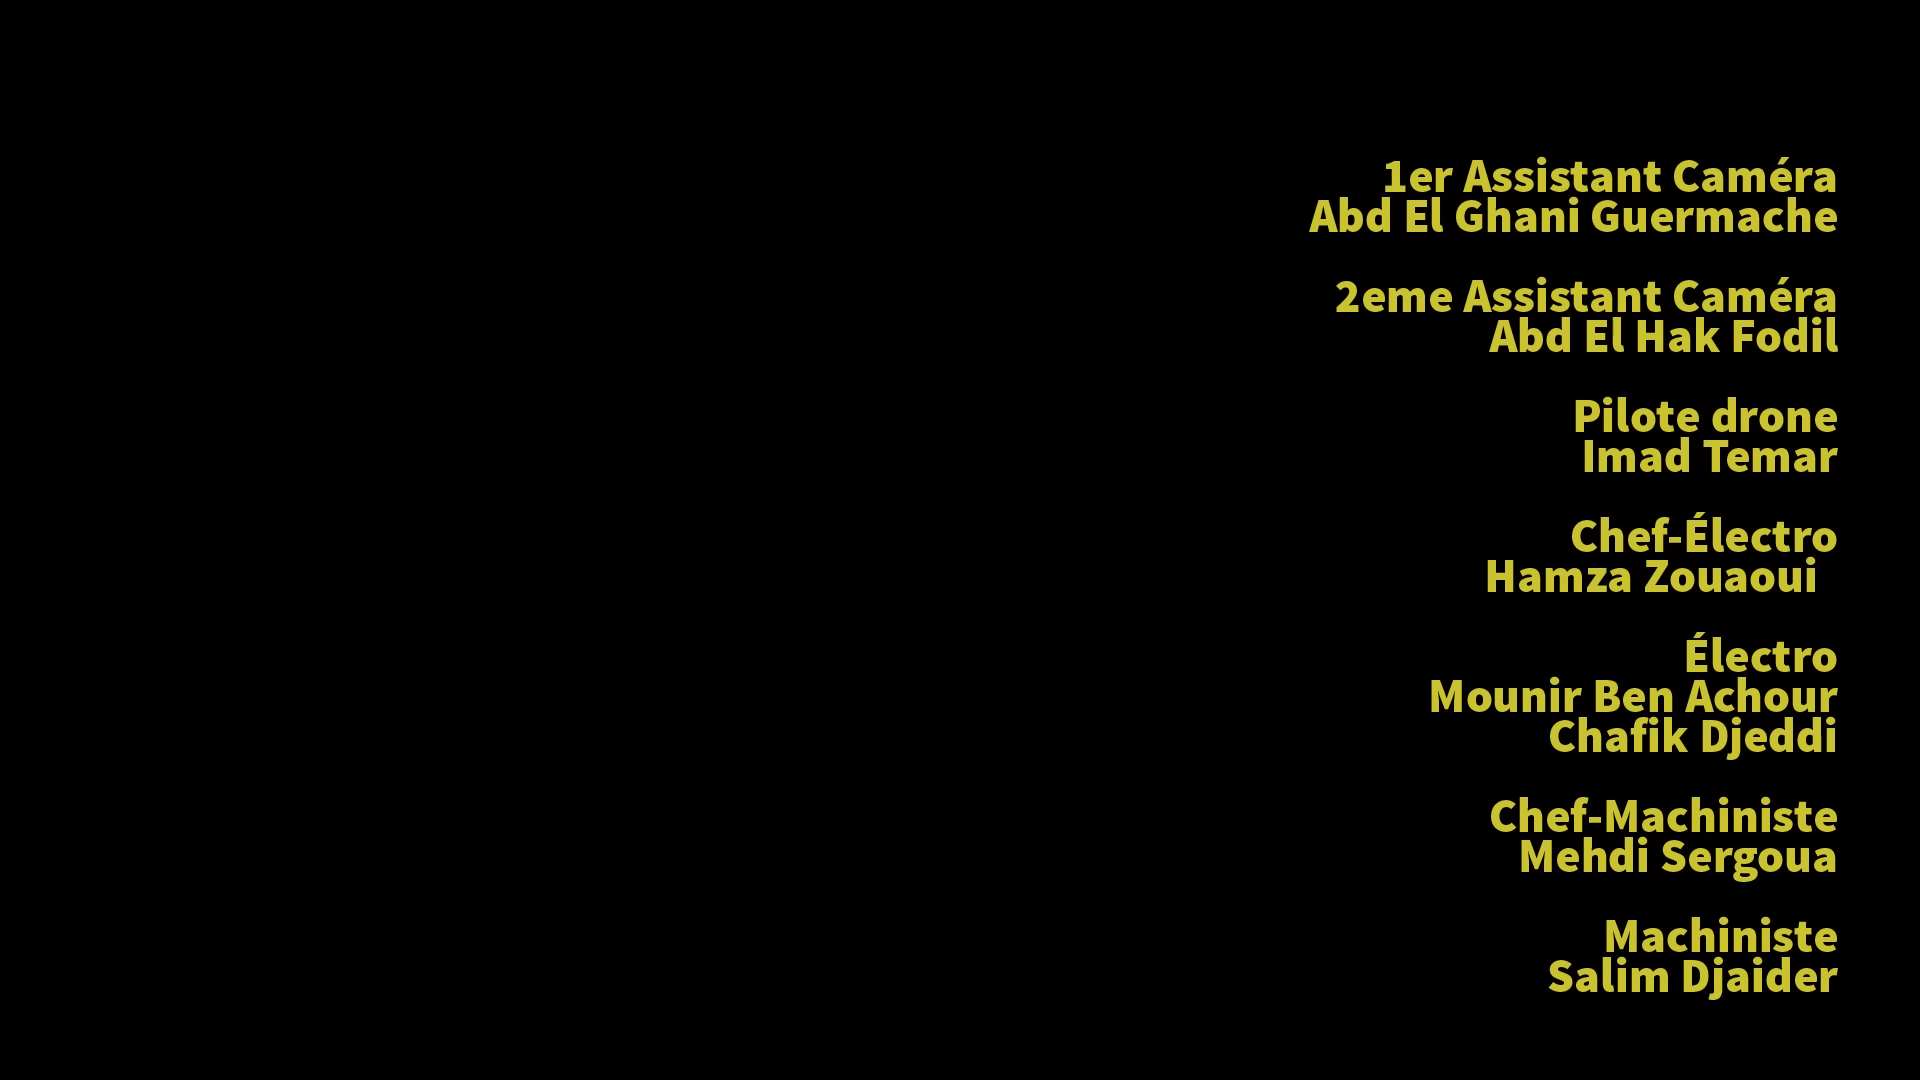 1er Assistant Caméra
Abd El Ghani Guermache
2eme Assistant Caméra
Abd El Hak Fodil
Pilote drone
Imad Temar
Chef-Électro
Hamza Zouaoui
Électro
Mounir Ben Achour
Chafik Djeddi
Chef-Machiniste
Mehdi Sergoua
Machiniste
Salim Djaider